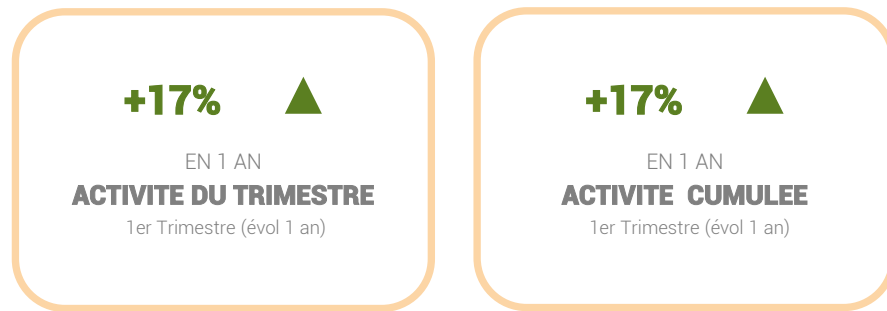 +17%
EN 1 AN
ACTIVITE DU TRIMESTRE
1er Trimestre (évol 1 an)
+17%
EN 1 AN
ACTIVITE  CUMULEE
1er Trimestre (évol 1 an)